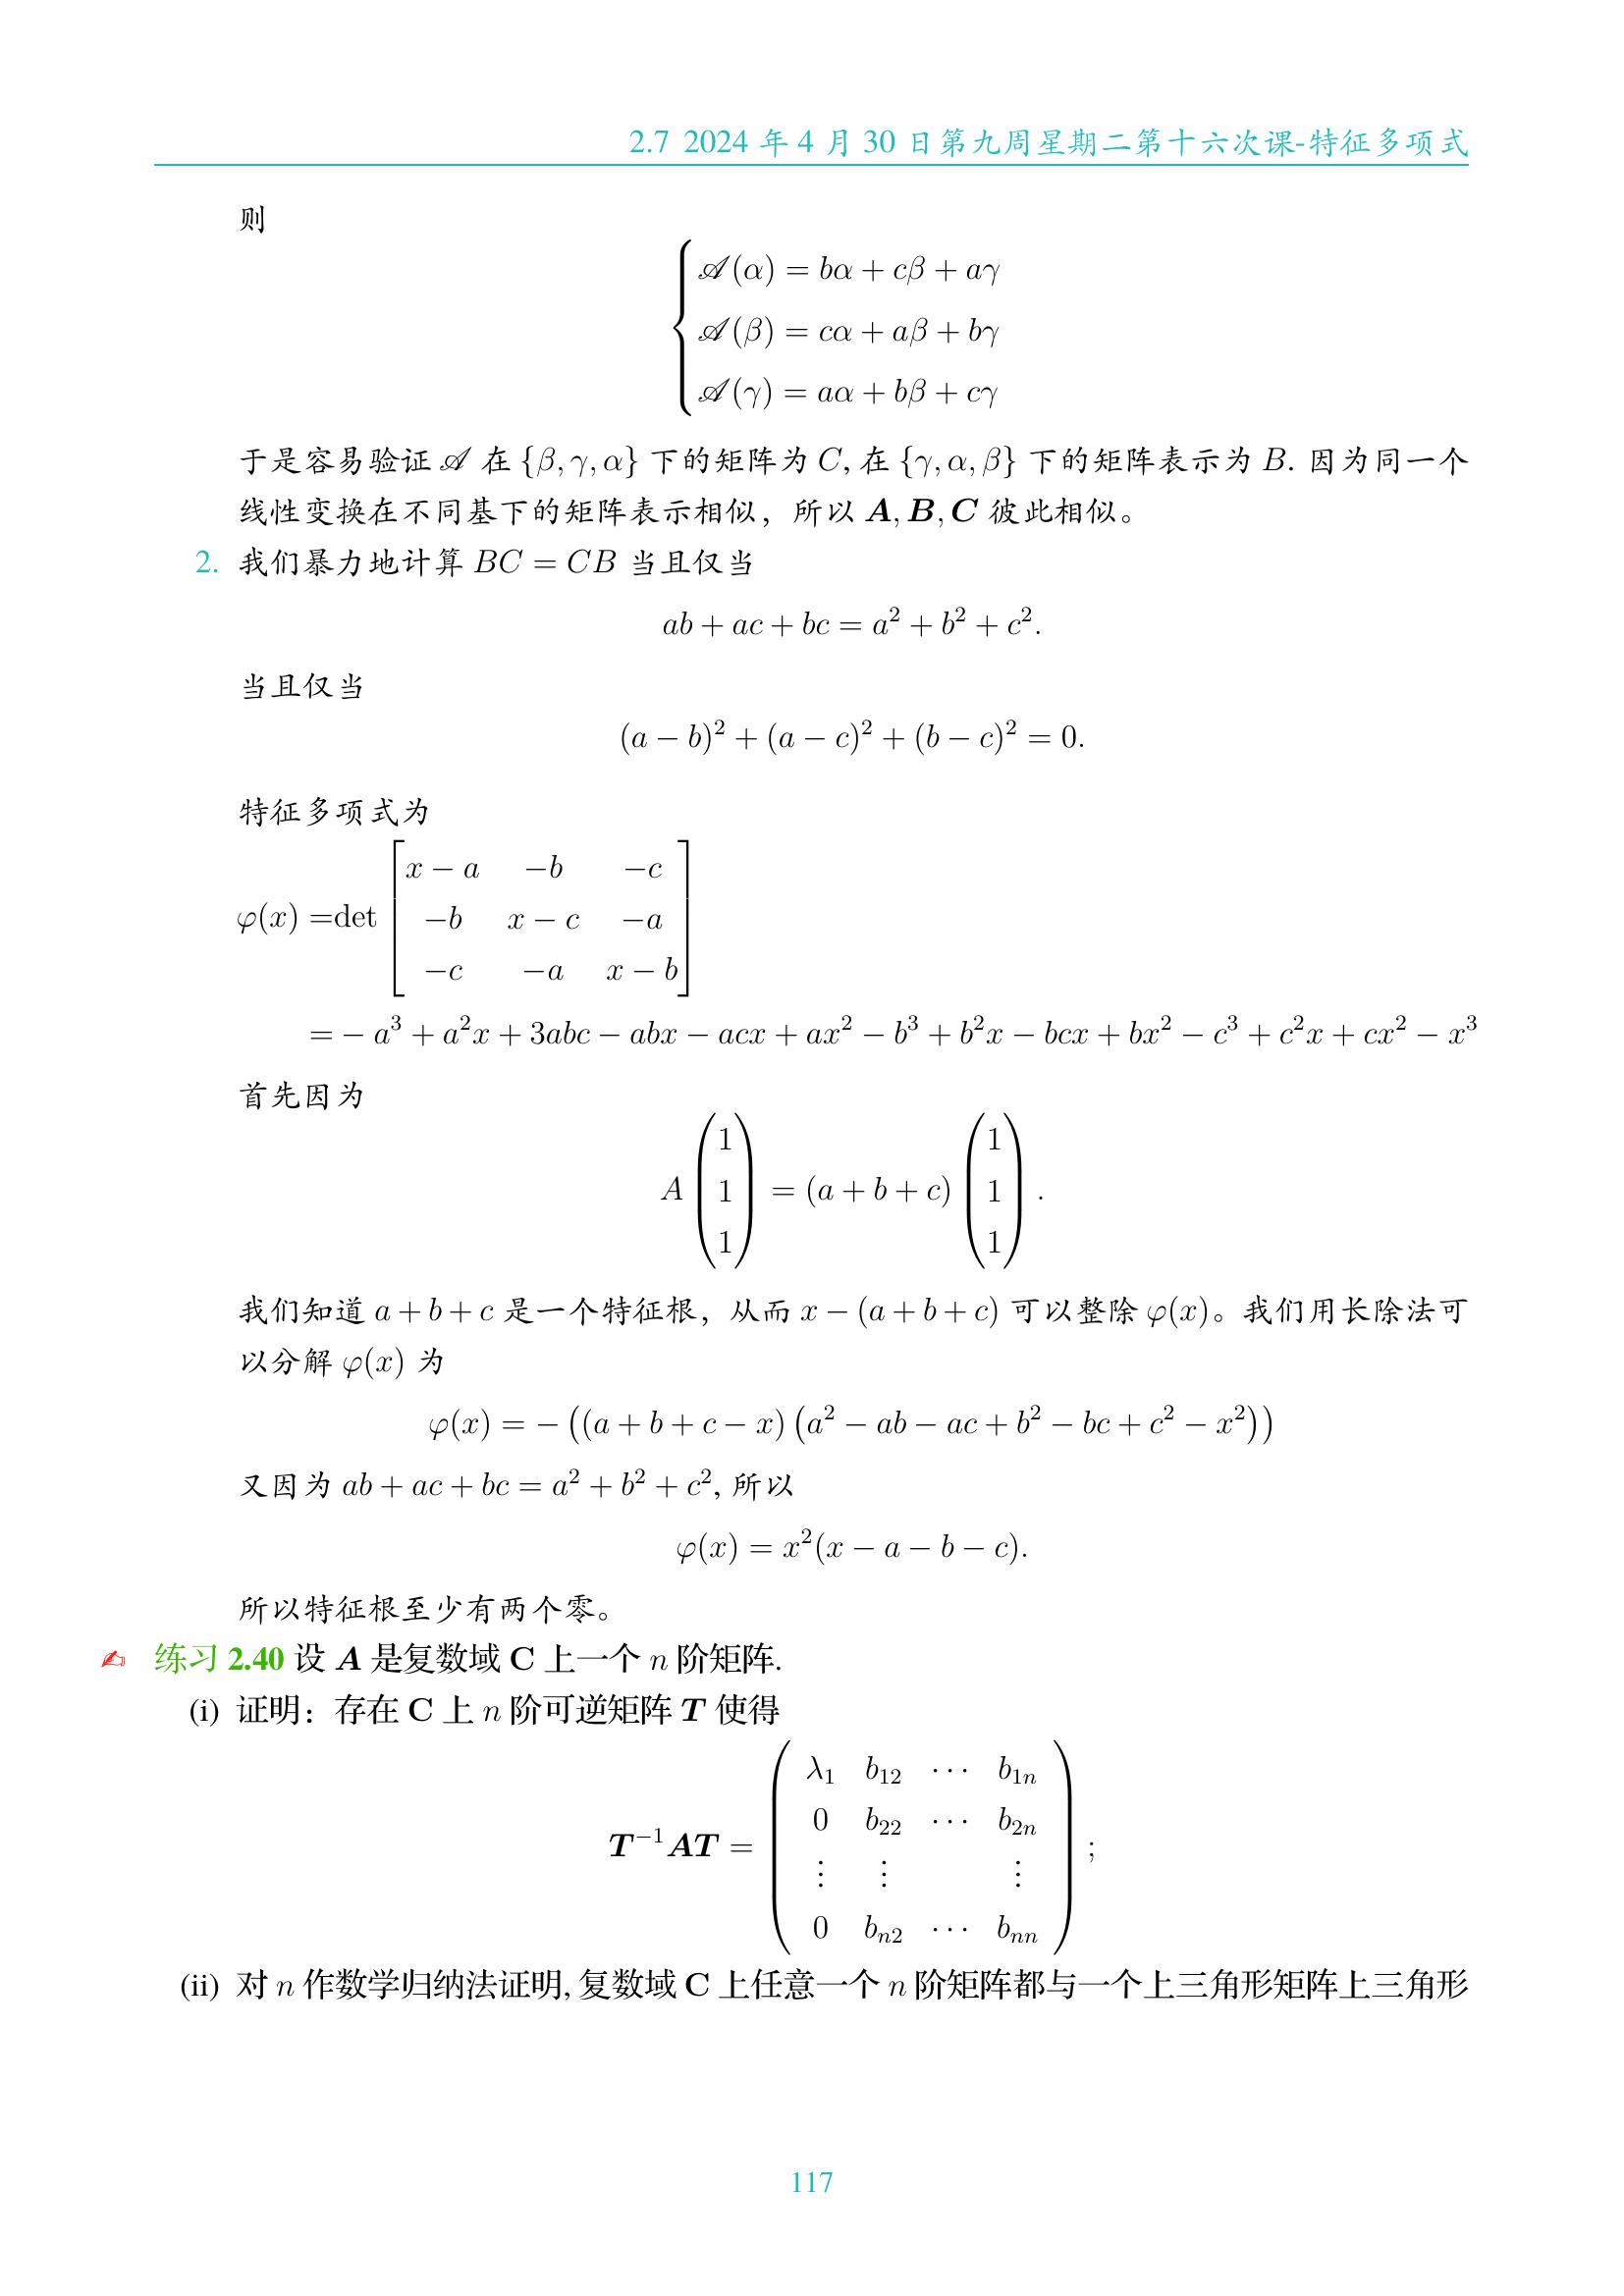 2.7 2024 年 4 月 30 日第九周星期二第十六次课-特征多项式
则
$$\begin{cases} \mathscr{A}(\alpha) = b\alpha + c\beta + a\gamma \\ \mathscr{A}(\beta) = c\alpha + a\beta + b\gamma \\ \mathscr{A}(\gamma) = a\alpha + b\beta + c\gamma \end{cases}$$
于是容易验证 $\mathscr{A}$ 在 $\{\beta, \gamma, \alpha\}$ 下的矩阵为 $C$, 在 $\{\gamma, \alpha, \beta\}$ 下的矩阵表示为 $B$. 因为同一个
线性变换在不同基下的矩阵表示相似，所以 $\boldsymbol{A}, \boldsymbol{B}, \boldsymbol{C}$ 彼此相似。
2. 我们暴力地计算 $BC = CB$ 当且仅当
$$ab + ac + bc = a^2 + b^2 + c^2.$$
当且仅当
$$(a - b)^2 + (a - c)^2 + (b - c)^2 = 0.$$
特征多项式为
$$\varphi(x) = \det \begin{bmatrix} x - a & -b & -c \\ -b & x - c & -a \\ -c & -a & x - b \end{bmatrix}$$
$$= - a^3 + a^2x + 3abc - abx - acx + ax^2 - b^3 + b^2x - bcx + bx^2 - c^3 + c^2x + cx^2 - x^3$$
首先因为
$$A \begin{pmatrix} 1 \\ 1 \\ 1 \end{pmatrix} = (a + b + c) \begin{pmatrix} 1 \\ 1 \\ 1 \end{pmatrix}.$$
我们知道 $a + b + c$ 是一个特征根，从而 $x - (a + b + c)$ 可以整除 $\varphi(x)$。我们用长除法可
以分解 $\varphi(x)$ 为
$$\varphi(x) = - \left( (a + b + c - x) \left( a^2 - ab - ac + b^2 - bc + c^2 - x^2 \right) \right)$$
又因为 $ab + ac + bc = a^2 + b^2 + c^2$, 所以
$$\varphi(x) = x^2(x - a - b - c).$$
所以特征根至少有两个零。
✍ 练习 2.40 设 $\boldsymbol{A}$ 是复数域 $\mathbf{C}$ 上一个 $n$ 阶矩阵.
(i) 证明：存在 $\mathbf{C}$ 上 $n$ 阶可逆矩阵 $\boldsymbol{T}$ 使得
$$\boldsymbol{T}^{-1}\boldsymbol{A}\boldsymbol{T} = \begin{pmatrix} \lambda_1 & b_{12} & \cdots & b_{1n} \\ 0 & b_{22} & \cdots & b_{2n} \\ \vdots & \vdots & & \vdots \\ 0 & b_{n2} & \cdots & b_{nn} \end{pmatrix};$$
(ii) 对 $n$ 作数学归纳法证明, 复数域 $\mathbf{C}$ 上任意一个 $n$ 阶矩阵都与一个上三角形矩阵上三角形
117